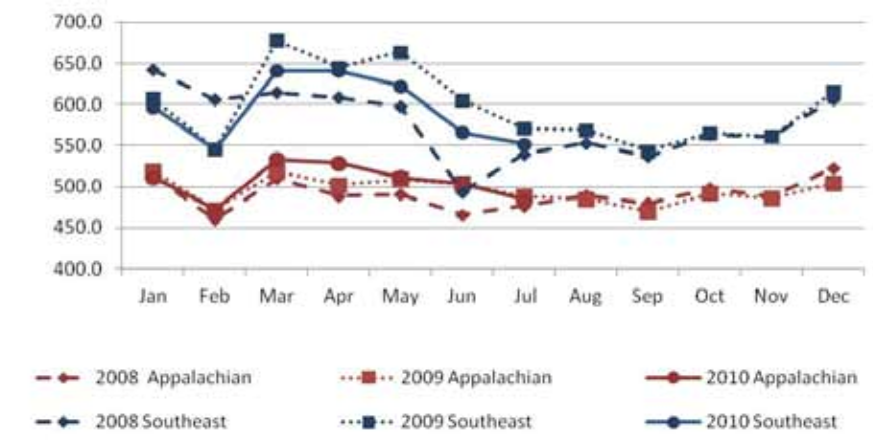 700.0
650.0
600.0
550.0
500.0
450.0
400.0
Jan Feb Mar Apr May Jun Jul Aug Sep Oct Nov Dec
2008 Appalachian 2009 Appalachian 2010 Appalachian
2008 Southeast 2009 Southeast 2010 Southeast